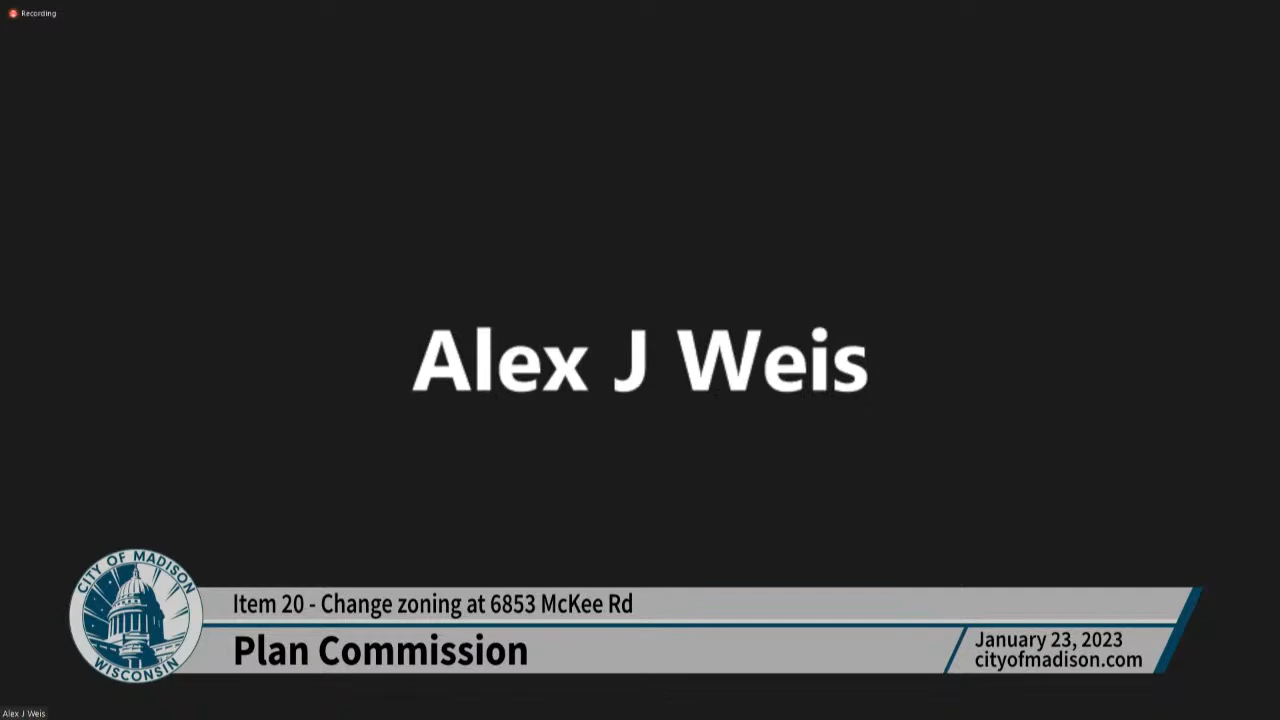 Recording
Alex J Weis
CITY OF MADISON
WISCONSIN
Item 20 - Change zoning at 6853 McKee Rd
Plan Commission
January 23, 2023
cityofmadison.com
Alex J Weis